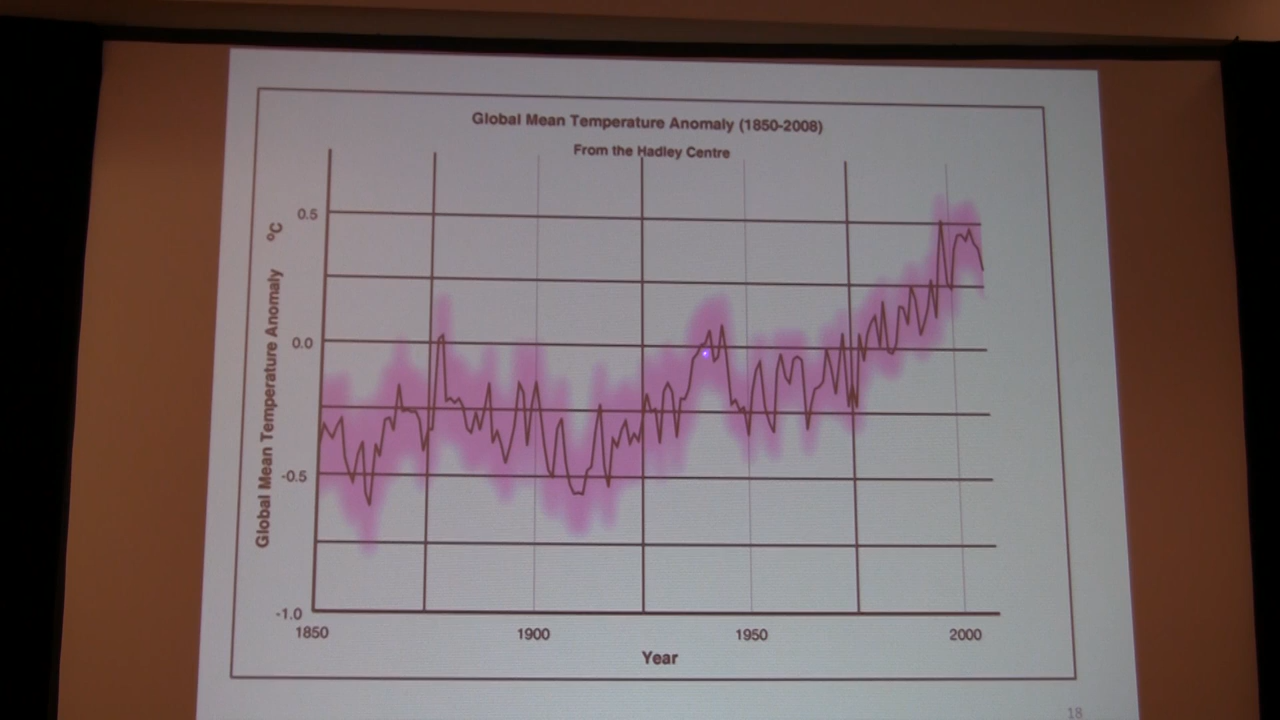 Global Mean Temperature Anomaly (1850-2008)
From the Hadley Centre
Global Mean Temperature Anomaly ºC
0.5
0.0
-0.5
-1.0
1850 1900 1950 2000
Year
18